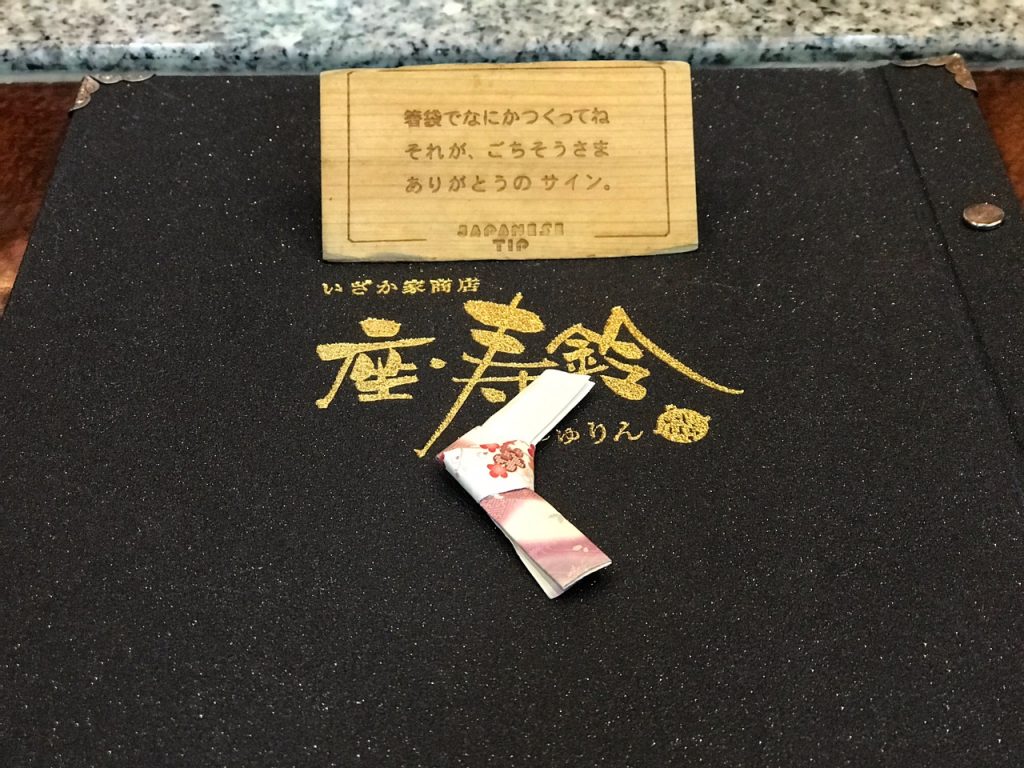 箸袋でなにかつくってね
それが、ごちそうさま
ありがとうの サイン。
JAPANESE
TIP
いざか家商店
座・寿鈴
ゅりん